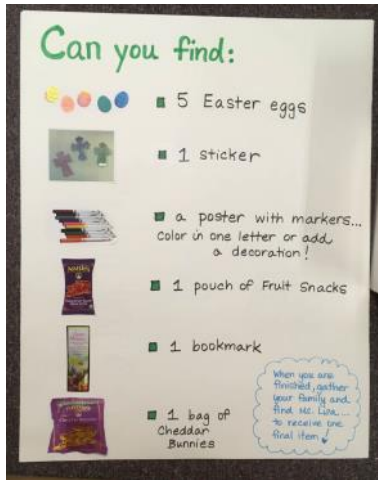 Can you find:
5 Easter eggs
1 sticker
a poster with markers...
color in one letter or add
a decoration!
Annie's
1 pouch of Fruit Snacks
1 bookmark
1 bag of
Cheddar
Bunnies
When you are
finished, gather
your family and
find Ms. Lisa....
to receive one
final item!